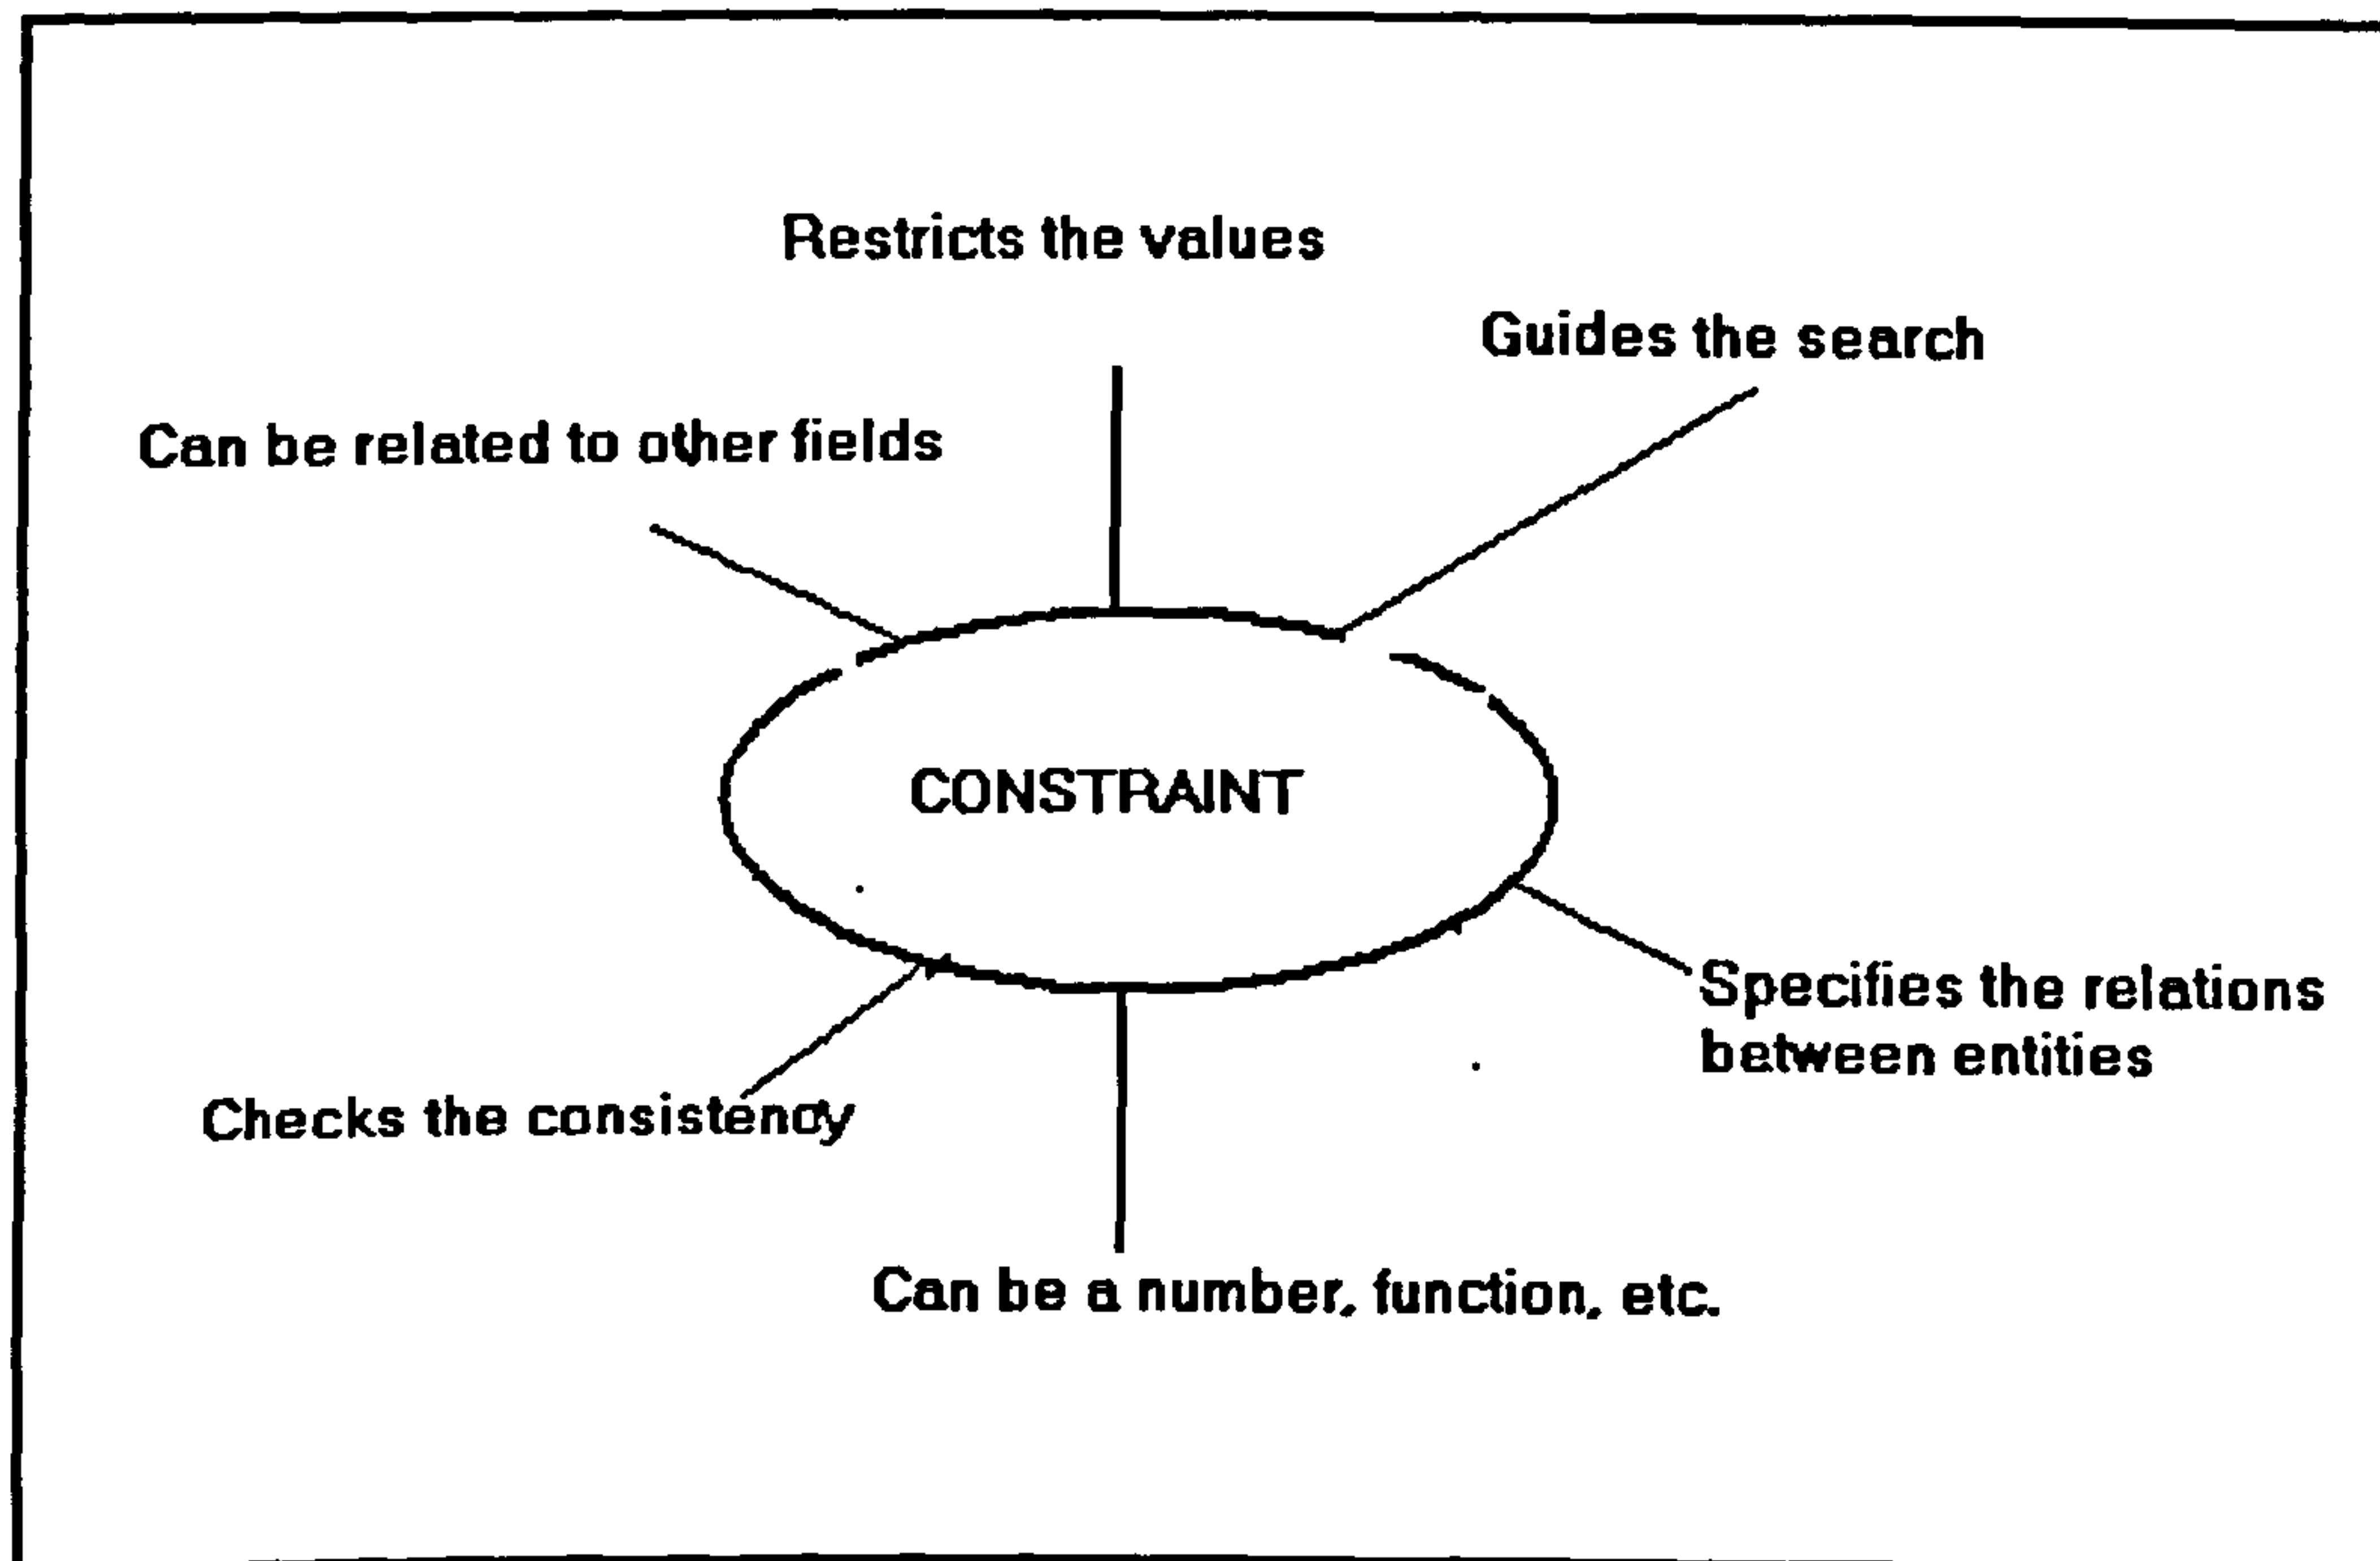 Restricts the values
Guides the search
Can be related to other fields
CONSTRAINT
Specifies the relations
between entities
Checks the consistency
Can be a number, function, etc.